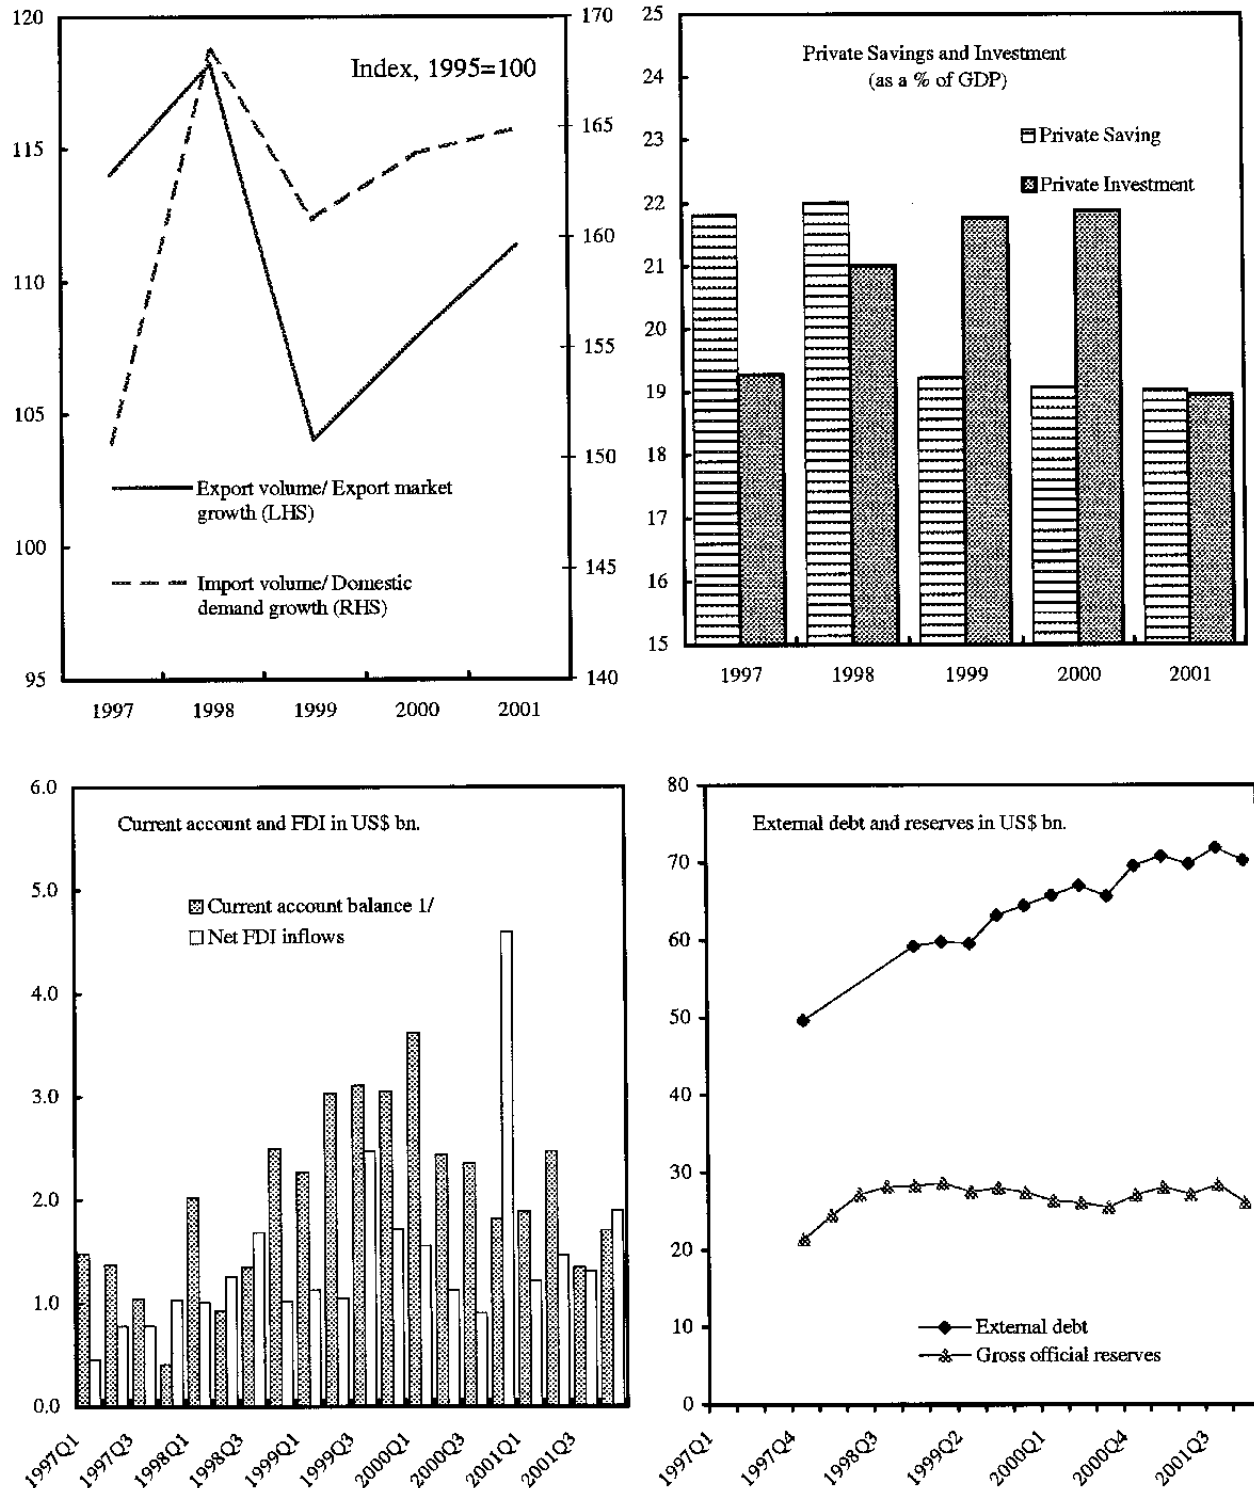 120
115
110
105
100
95
170
165
160
155
150
145
140
Index, 1995=100
Export volume/ Export market
growth (LHS)
Import volume/ Domestic
demand growth (RHS)
1997
1998
1999
2000
2001
25
24
23
22
21
20
19
18
17
16
15
Private Savings and Investment
(as a % of GDP)
Private Saving
Private Investment
1997
1998
1999
2000
2001
6.0
5.0
4.0
3.0
2.0
1.0
0.0
Current account and FDI in US$ bn.
Current account balance 1/
Net FDI inflows
1997Q1
1997Q3
1998Q1
1998Q3
1999Q1
1999Q3
2000Q1
2000Q3
2001Q1
2001Q3
80
70
60
50
40
30
20
10
0
External debt and reserves in US$ bn.
External debt
Gross official reserves
1997Q1
1997Q4
1998Q3
1999Q2
2000Q1
2000Q4
2001Q3